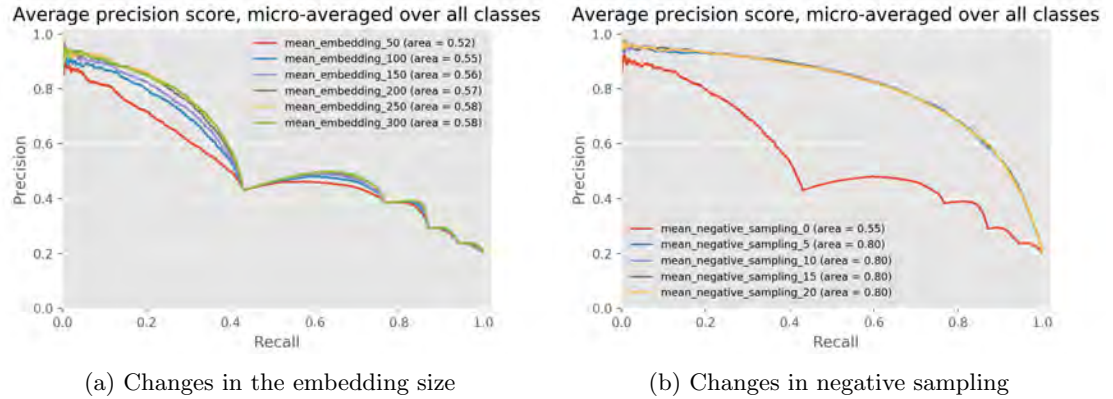 Average precision score, micro-averaged over all classes
1.0
0.8
0.6
0.4
0.2
0.0
Precision
mean_embedding_50 (area = 0.52)
mean_embedding_100 (area = 0.55)
mean_embedding_150 (area = 0.56)
mean_embedding_200 (area = 0.57)
mean_embedding_250 (area = 0.58)
mean_embedding_300 (area = 0.58)
0.0 0.2 0.4 0.6 0.8 1.0
Recall
(a) Changes in the embedding size
Average precision score, micro-averaged over all classes
1.0
0.8
0.6
0.4
0.2
0.0
Precision
mean_negative_sampling_0 (area = 0.55)
mean_negative_sampling_5 (area = 0.80)
mean_negative_sampling_10 (area = 0.80)
mean_negative_sampling_15 (area = 0.80)
mean_negative_sampling_20 (area = 0.80)
0.0 0.2 0.4 0.6 0.8 1.0
Recall
(b) Changes in negative sampling